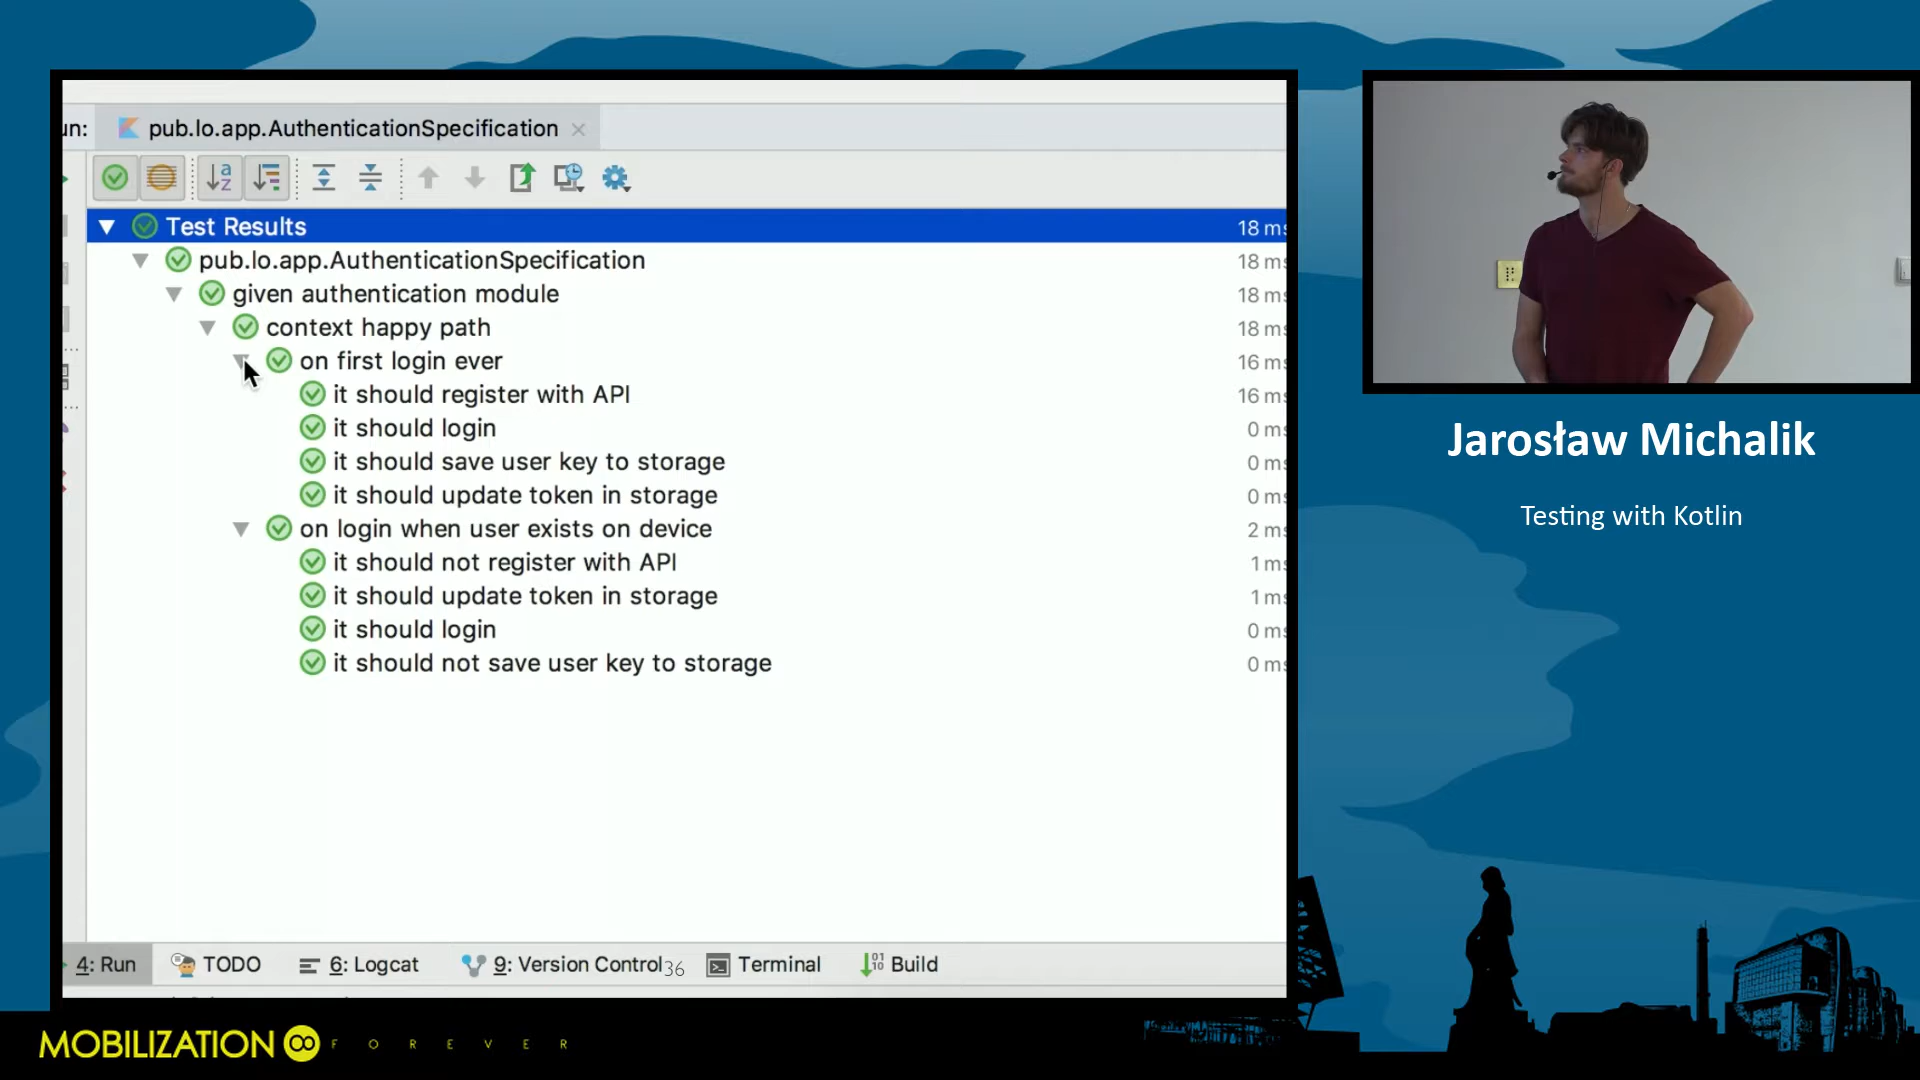 un: pub.lo.app.AuthenticationSpecification
Test Results 18 ms
pub.lo.app.AuthenticationSpecification 18 ms
given authentication module 18 ms
context happy path 18 ms
on first login ever 16 ms
it should register with API 16 ms
it should login 0 ms
it should save user key to storage 0 ms
it should update token in storage 0 ms
on login when user exists on device 2 ms
it should not register with API 1 ms
it should update token in storage 1 ms
it should login 0 ms
it should not save user key to storage 0 ms
4: Run TODO 6: Logcat 9: Version Control 36 Terminal Build
Jarosław Michalik
Testing with Kotlin
MOBILIZATION FOREVER